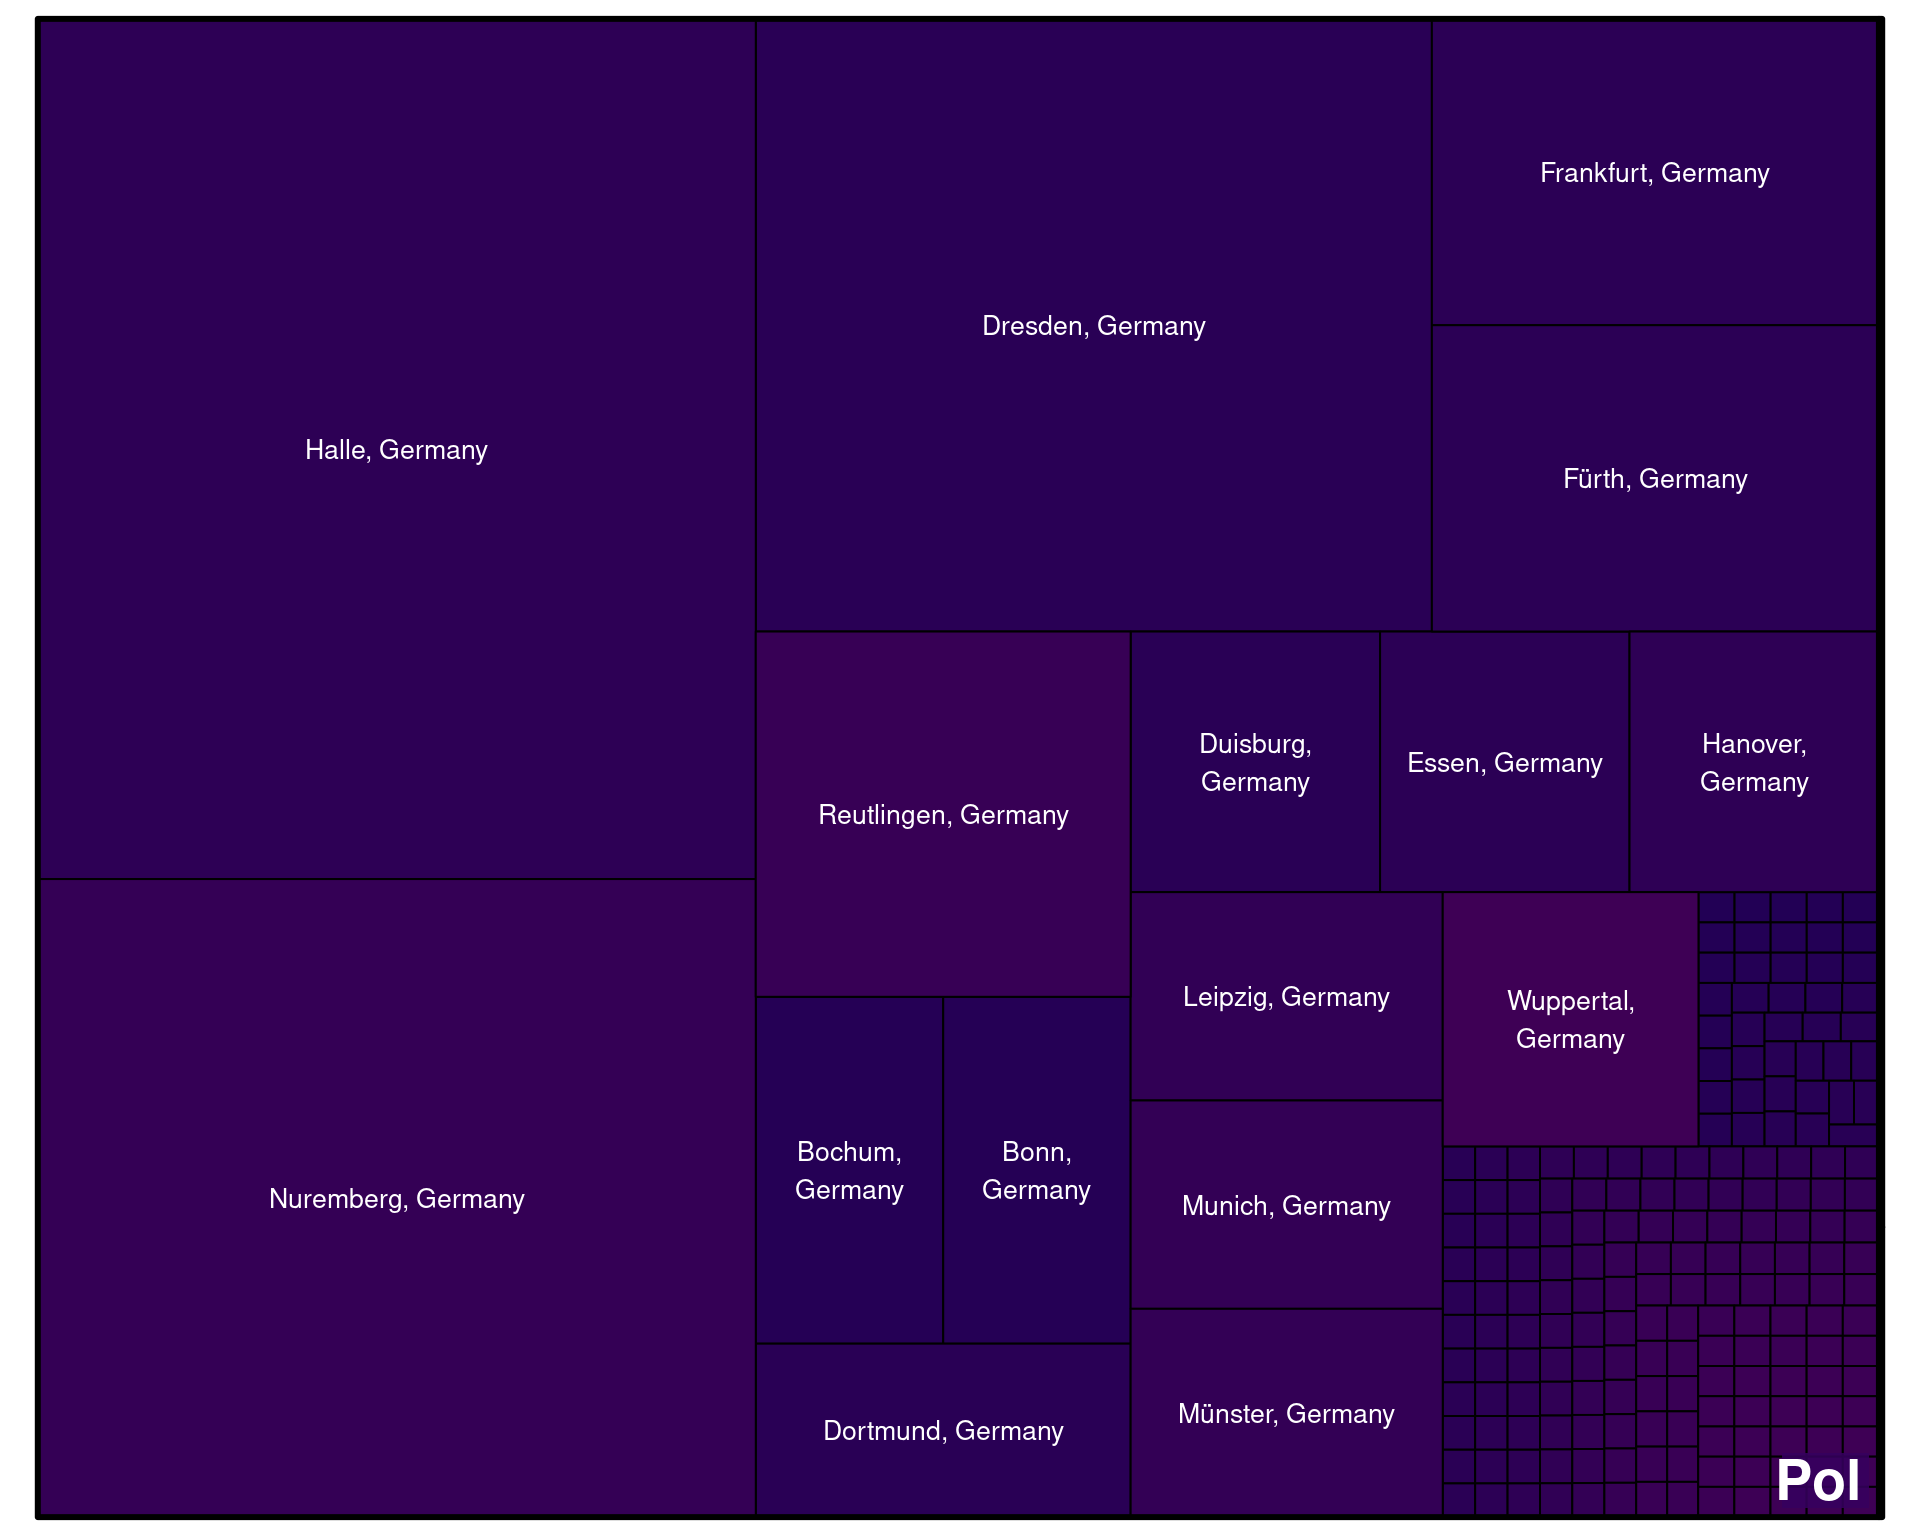 Halle, Germany
Nuremberg, Germany
Dresden, Germany
Frankfurt, Germany
Fürth, Germany
Reutlingen, Germany
Duisburg,
Germany
Essen, Germany
Hanover,
Germany
Bochum,
Germany
Bonn,
Germany
Dortmund, Germany
Leipzig, Germany
Munich, Germany
Münster, Germany
Wuppertal,
Germany
Pol